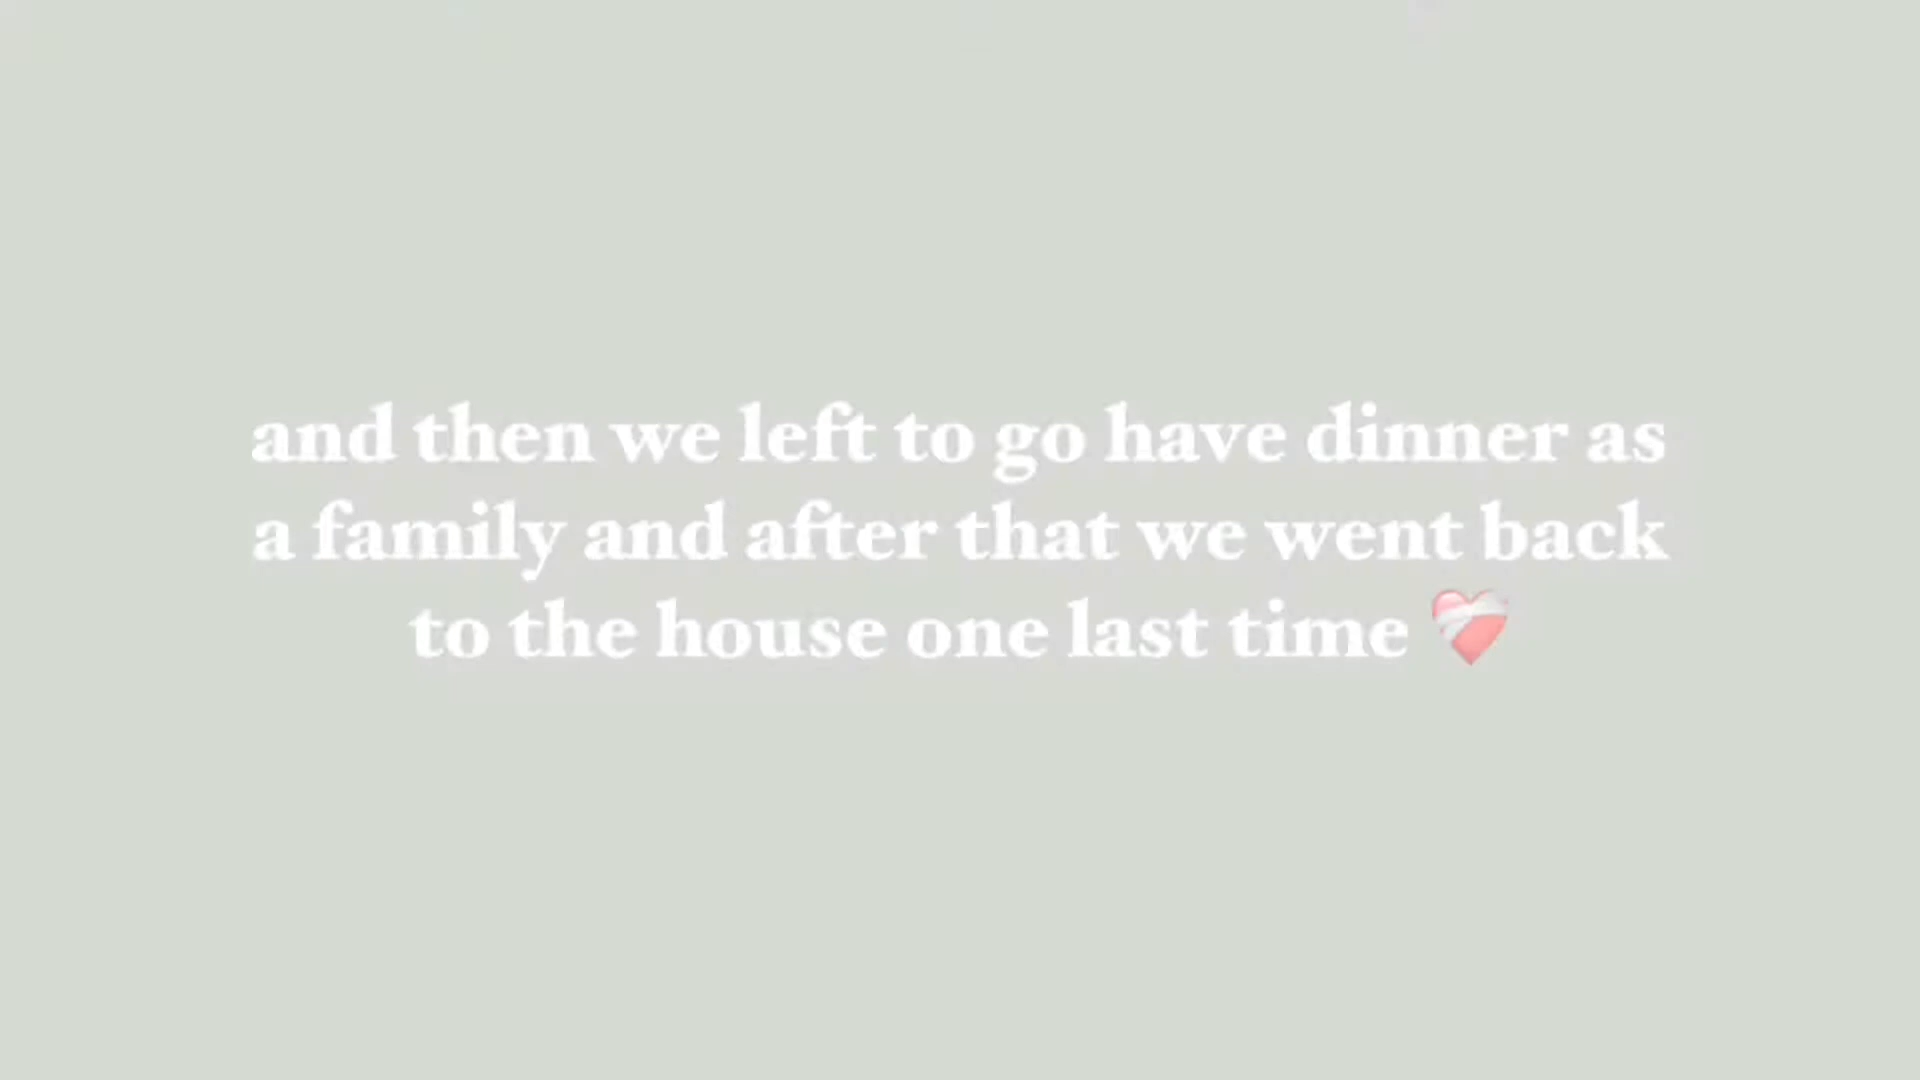 and then we left to go have dinner as
a family and after that we went back
to the house one last time ❤️‍🩹